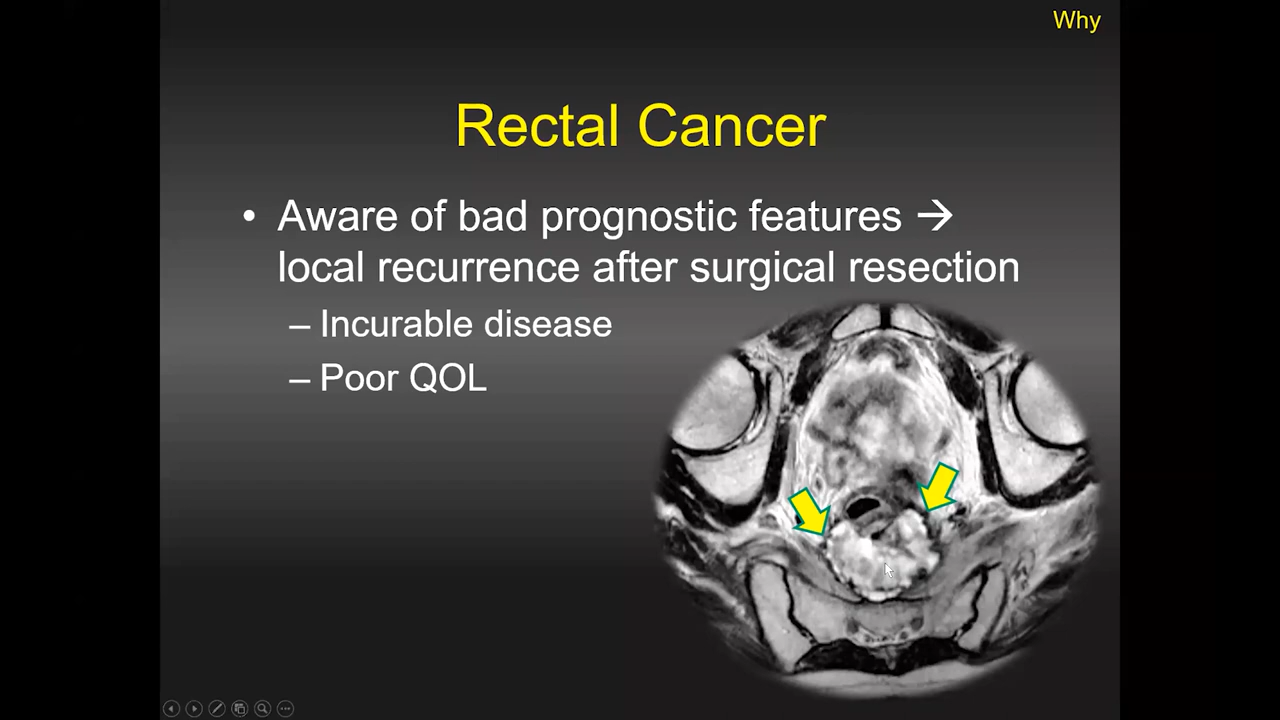 Why
Rectal Cancer
• Aware of bad prognostic features →
local recurrence after surgical resection
– Incurable disease
– Poor QOL